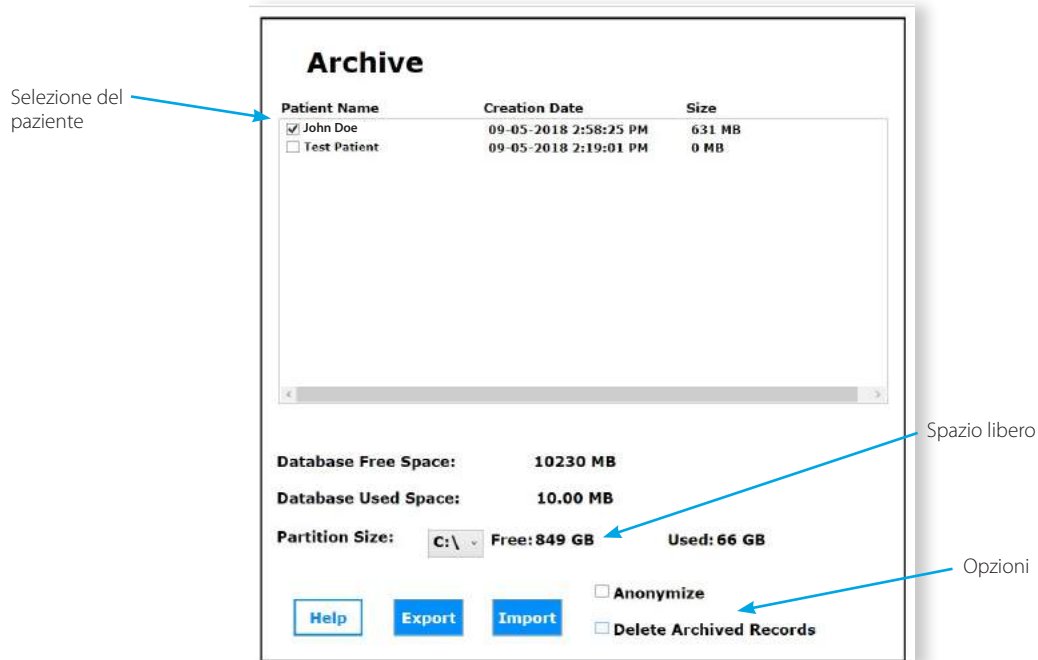 Archive
Selezione del
paziente
Patient Name Creation Date Size
John Doe 09-05-2018 2:58:25 PM 631 MB
Test Patient 09-05-2018 2:19:01 PM 0 MB
Spazio libero
Database Free Space: 10230 MB
Database Used Space: 10.00 MB
Partition Size: C:\ Free: 849 GB Used: 66 GB
Opzioni
Anonymize
Help Export Import
Delete Archived Records